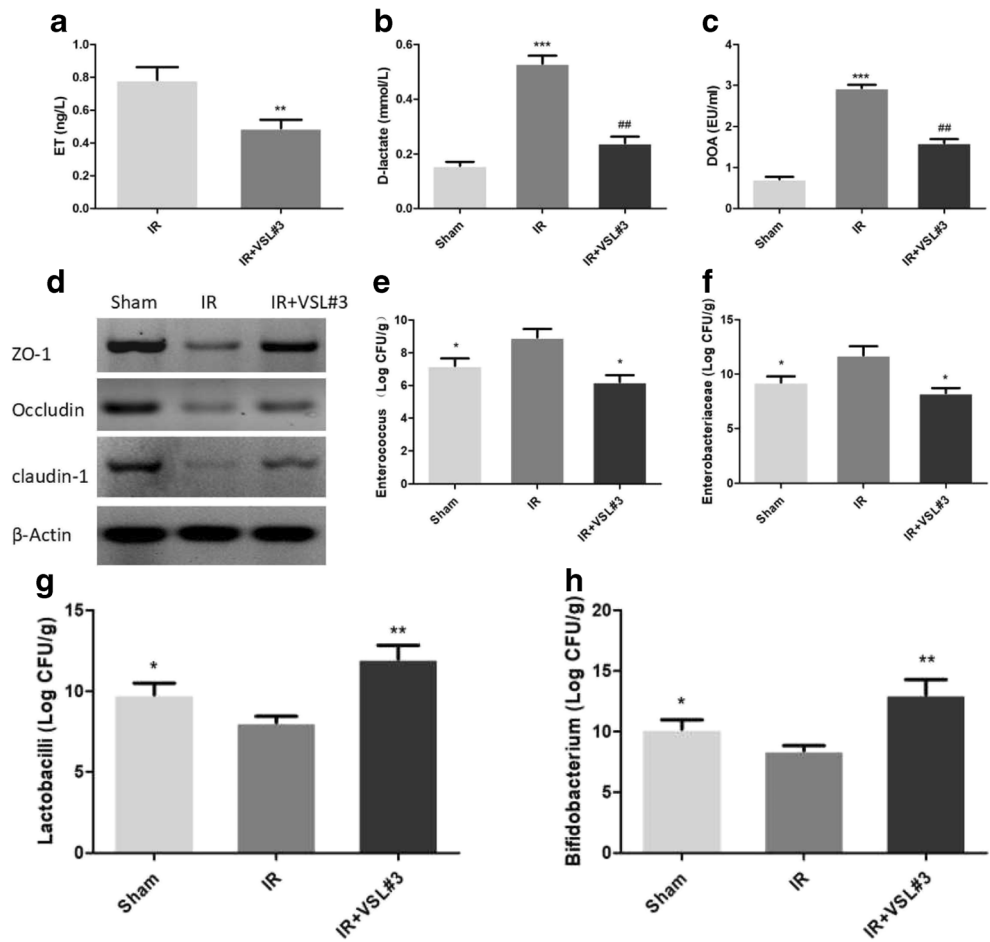 a
ET (ng/L)
1.0
0.8
0.6
0.4
0.2
0.0
**
IR
IR+VSL#3
b
D-lactate (mmol/L)
0.6
0.4
0.2
0.0
***
##
Sham
IR
IR+VSL#3
c
DOA (EU/ml)
4
3
2
1
0
***
##
Sham
IR
IR+VSL#3
d
Sham IR IR+VSL#3
ZO-1
Occludin
claudin-1
β-Actin
e
Enterococcus (Log CFU/g)
10
8
6
4
2
0
*
*
Sham
IR
IR+VSL#3
f
Enterobacteriaceae (Log CFU/g)
15
10
5
0
*
*
Sham
IR
IR+VSL#3
g
Lactobacilli (Log CFU/g)
15
10
5
0
*
**
Sham
IR
IR+VSL#3
h
Bifidobacterium (Log CFU/g)
20
15
10
5
0
*
**
Sham
IR
IR+VSL#3